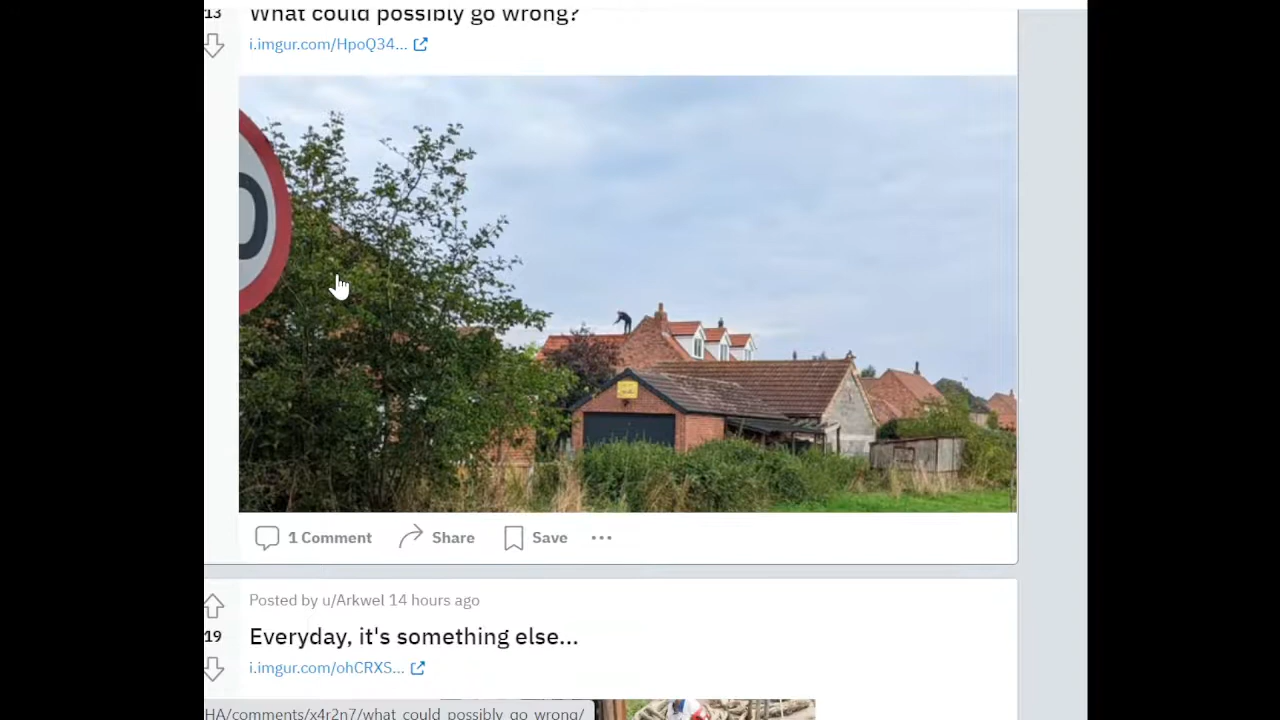 13
What could possibly go wrong?
i.imgur.com/HpoQ34...
0
1 Comment
Share
Save
Posted by u/Arkwel 14 hours ago
19
Everyday, it's something else...
i.imgur.com/ohCRXS...
HA/comments/x4r2n7/what_could_possibly_go_wrong/